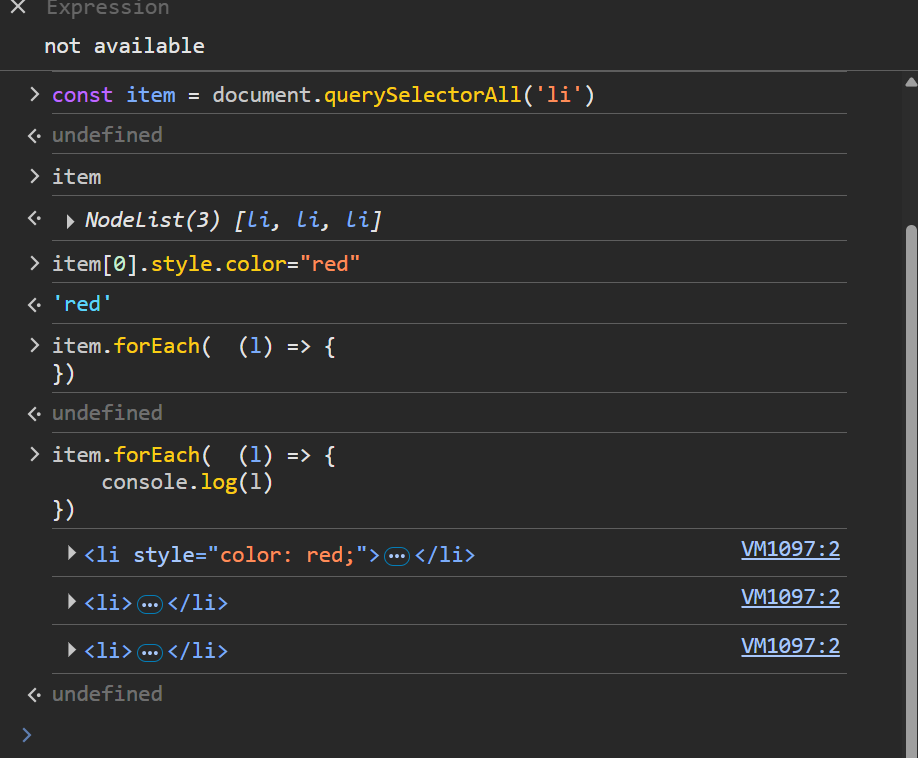 Expression
not available
const item = document.querySelectorAll('li')
undefined
item
NodeList(3) [li, li, li]
item[0].style.color="red"
'red'
item.forEach(  (l) => {
})
undefined
item.forEach(  (l) => {
    console.log(l)
})
<li style="color: red;">…</li> VM1097:2
<li>…</li> VM1097:2
<li>…</li> VM1097:2
undefined